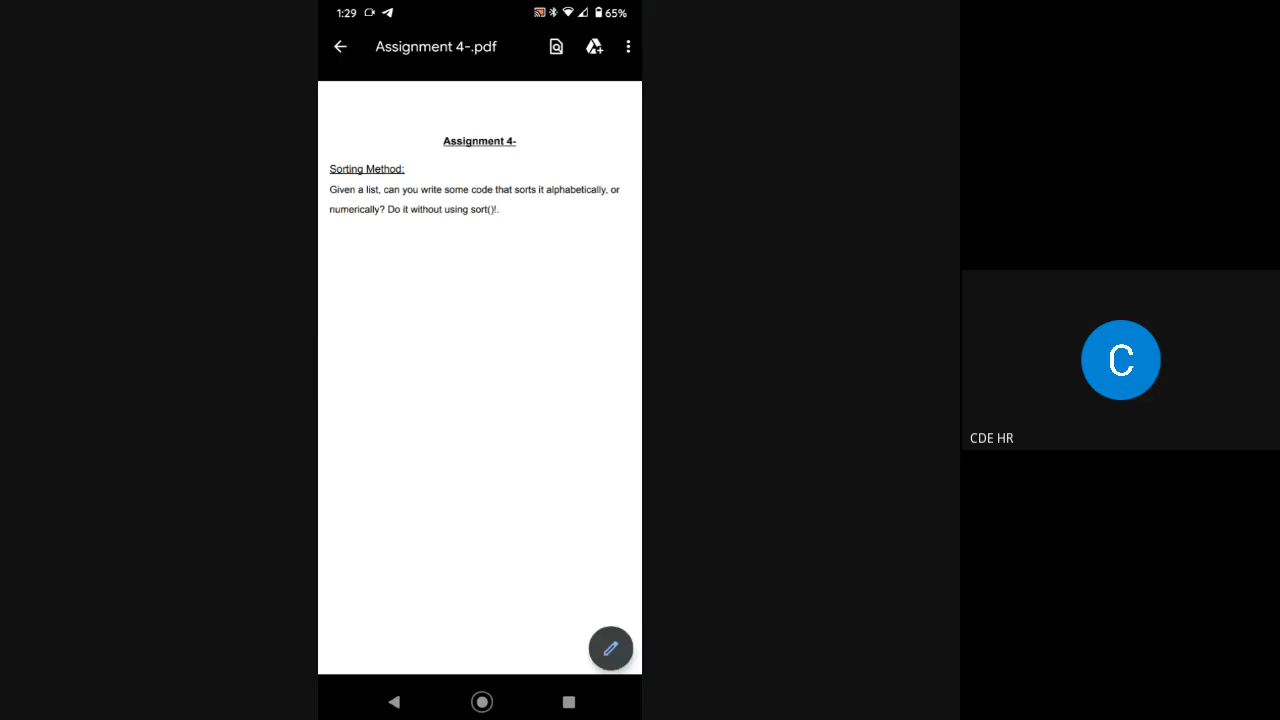 1:29
65%
Assignment 4-.pdf
Assignment 4-
Sorting Method:
Given a list, can you write some code that sorts it alphabetically, or
numerically? Do it without using sort()!.
C
CDE HR